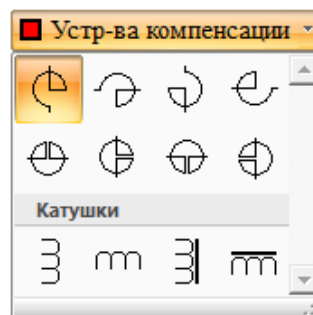 Устр-ва компенсации
Катушки